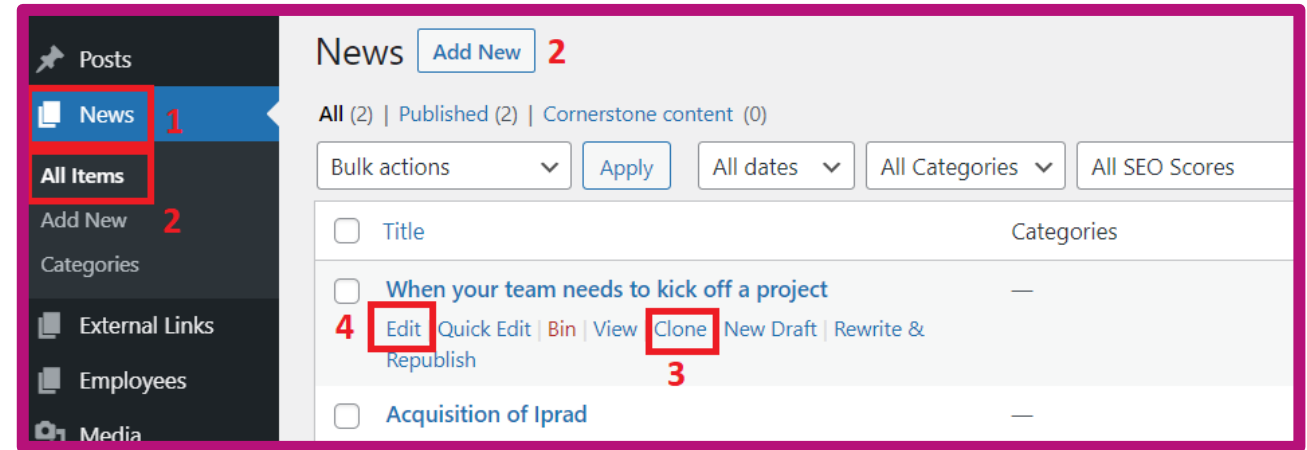 Posts
News 1
All Items
Add New 2
Categories
External Links
Employees
Media
News Add New 2
All (2) | Published (2) | Cornerstone content (0)
Bulk actions Apply All dates All Categories All SEO Scores
Title Categories
When your team needs to kick off a project —
4 Edit | Quick Edit | Bin | View | Clone | New Draft | Rewrite &
Republish
3
Acquisition of Iprad —